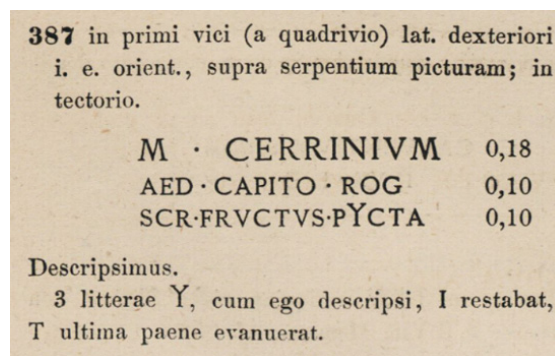 387 in primi vici (a quadrivio) lat. dexteriori
i. e. orient., supra serpentium picturam; in
tectorio.
M · CERRINIVM 0,18
AED · CAPITO · ROG 0,10
SCR·FRVCTVS·PYCTA 0,10
Descripsimus.
3 litterae Y, cum ego descripsi, I restabat,
T ultima paene evanuerat.